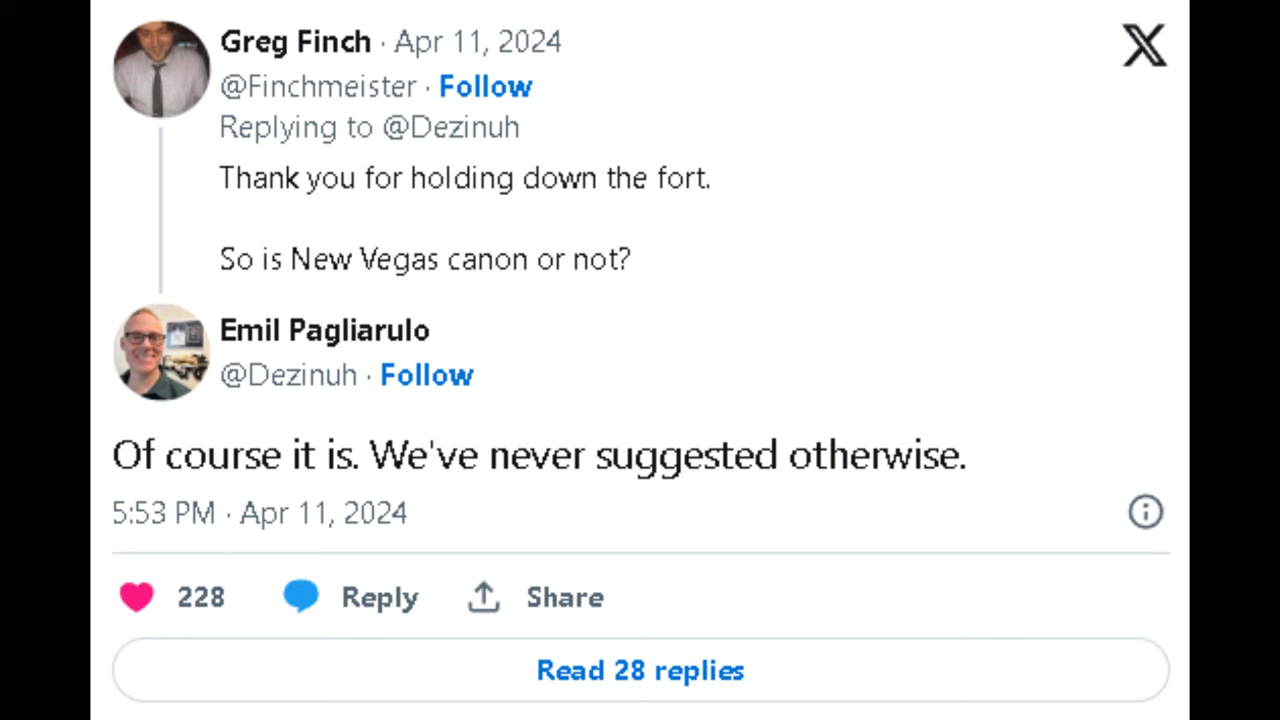 Greg Finch · Apr 11, 2024
@Finchmeister · Follow
Replying to @Dezinuh
Thank you for holding down the fort.
So is New Vegas canon or not?
Emil Pagliarulo
@Dezinuh · Follow
Of course it is. We've never suggested otherwise.
5:53 PM · Apr 11, 2024
228 Reply Share
Read 28 replies